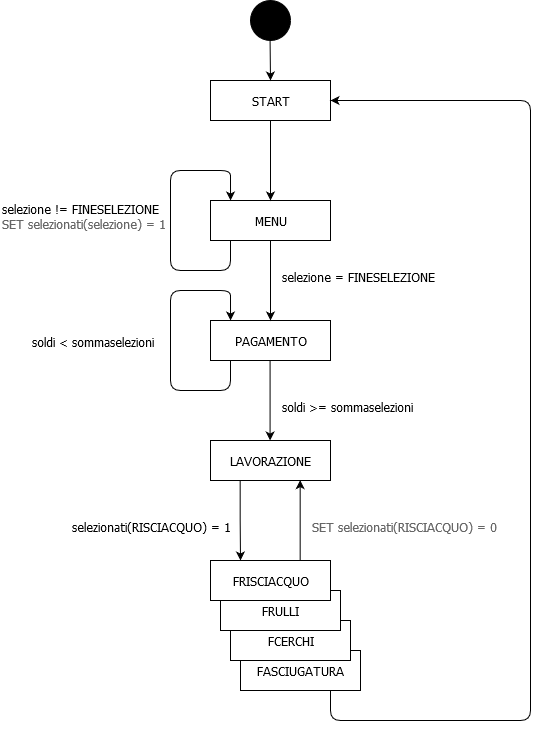 START
selezione != FINESELEZIONE
SET selezionati(selezione) = 1
MENU
selezione = FINESELEZIONE
PAGAMENTO
soldi < sommaselezioni
soldi >= sommaselezioni
LAVORAZIONE
selezionati(RISCIACQUO) = 1
SET selezionati(RISCIACQUO) = 0
FRISCIACQUO
FRULLI
FCERCHI
FASCIUGATURA